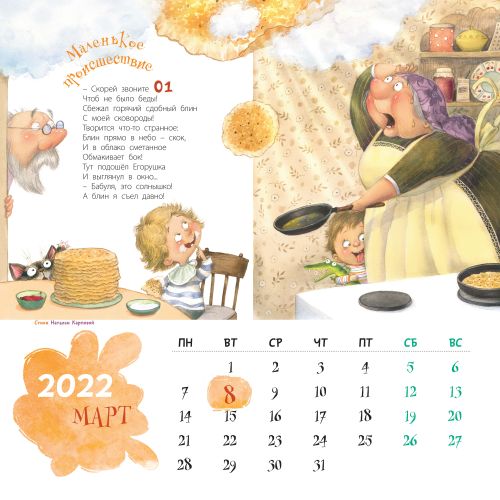 Маленькое
происшествие
– Скорей звоните 01
Чтоб не было беды!
Сбежал горячий сдобный блин
С моей сковороды!
Творится что-то странное:
Блин прямо в небо – скок,
И в облако сметанное
Обмакивает бок!
Тут подошёл Егорушка
И выглянул в окно...
– Бабуля, это солнышко!
А блин я съел давно!
Стихи Наталии Карповой
2022
МАРТ
ПН ВТ СР ЧТ ПТ СБ ВС
1 2 3 4 5 6
7 8 9 10 11 12 13
14 15 16 17 18 19 20
21 22 23 24 25 26 27
28 29 30 31